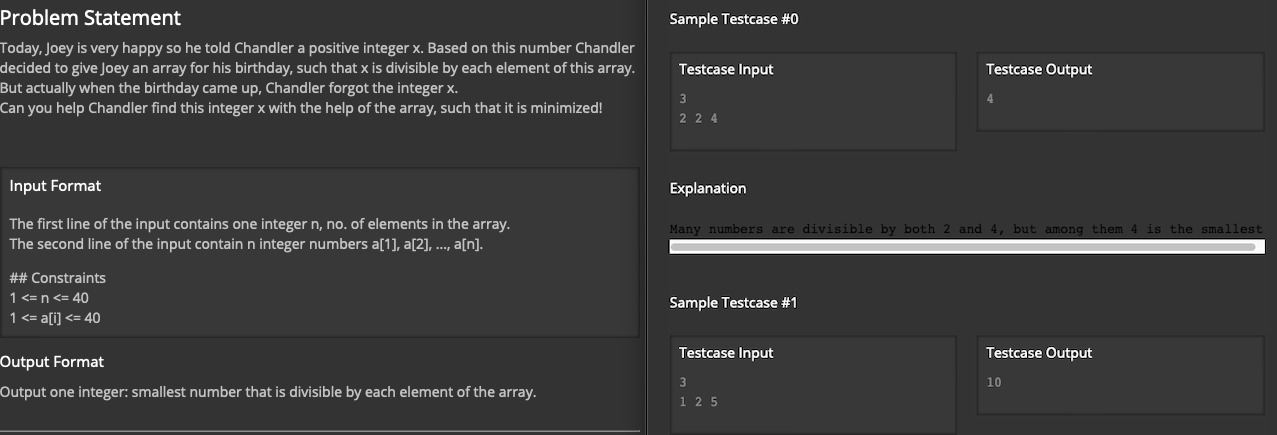 Problem Statement
Today, Joey is very happy so he told Chandler a positive integer x. Based on this number Chandler
decided to give Joey an array for his birthday, such that x is divisible by each element of this array.
But actually when the birthday came up, Chandler forgot the integer x.
Can you help Chandler find this integer x with the help of the array, such that it is minimized!
Input Format
The first line of the input contains one integer n, no. of elements in the array.
The second line of the input contain n integer numbers a[1], a[2], ..., a[n].
## Constraints
1 <= n <= 40
1 <= a[i] <= 40
Output Format
Output one integer: smallest number that is divisible by each element of the array.
Sample Testcase #0
Testcase Input
3
2 2 4
Testcase Output
4
Explanation
Many numbers are divisible by both 2 and 4, but among them 4 is the smallest
Sample Testcase #1
Testcase Input
3
1 2 5
Testcase Output
10